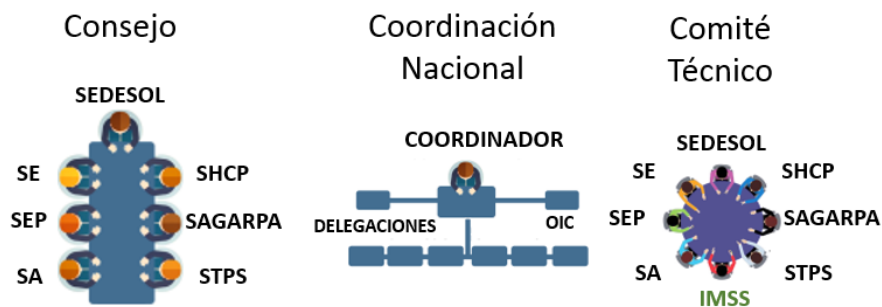 Consejo
SEDESOL
SE
SHCP
SEP
SAGARPA
SA
STPS
Coordinación
Nacional
COORDINADOR
DELEGACIONES
OIC
Comité
Técnico
SEDESOL
SE
SHCP
SEP
SAGARPA
SA
STPS
IMSS